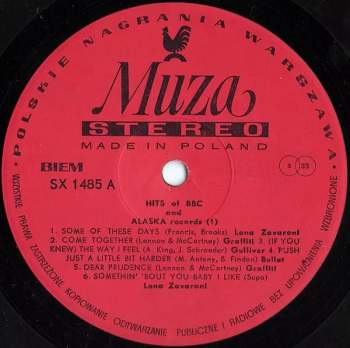 POLSKIE NAGRANIA WARSZAWA
Muza
STEREO
MADE IN POLAND
BIEM
SX 1485 A
S 33
HITS of BBC
and
ALASKA records (1)
1. SOME OF THESE DAYS (Francis, Brooks) Lena Zavaroni
2. COME TOGETHER (Lennon & McCartney) Graffiti 3. (IF YOU
KNEW) THE WAY I FEEL (A. King, J. Schroder) Gulliver 4. PUSH
JUST A LITTLE BIT HARDER (M. Antony, B. Findon) Ballet
5. DEAR PRUDENCE (Lennon & McCartney) Graffiti
6. SOMETHIN' 'BOUT YOU BABY I LIKE (Supa)
Lena Zavaroni
WSZYSTKIE PRAWA ZASTRZEŻONE KOPIOWANIE ODTWARZANIE PUBLICZNE I RADIOWE BEZ UPOWAŻNIENIA WZBRONIONE